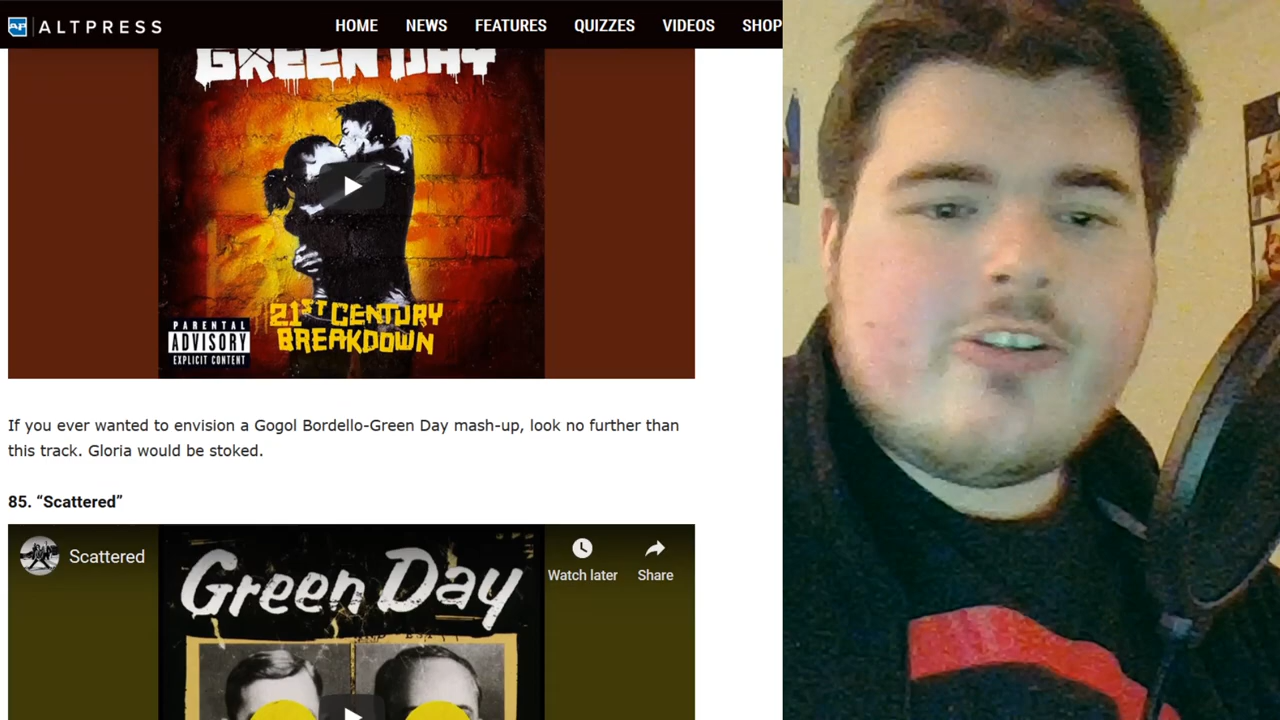 AP ALTPRESS
HOME NEWS FEATURES QUIZZES VIDEOS SHOP
GREEN DAY
21ST CENTURY
BREAKDOWN
PARENTAL
ADVISORY
EXPLICIT CONTENT
If you ever wanted to envision a Gogol Bordello-Green Day mash-up, look no further than
this track. Gloria would be stoked.
85. “Scattered”
Scattered
Watch later
Share
Green Day